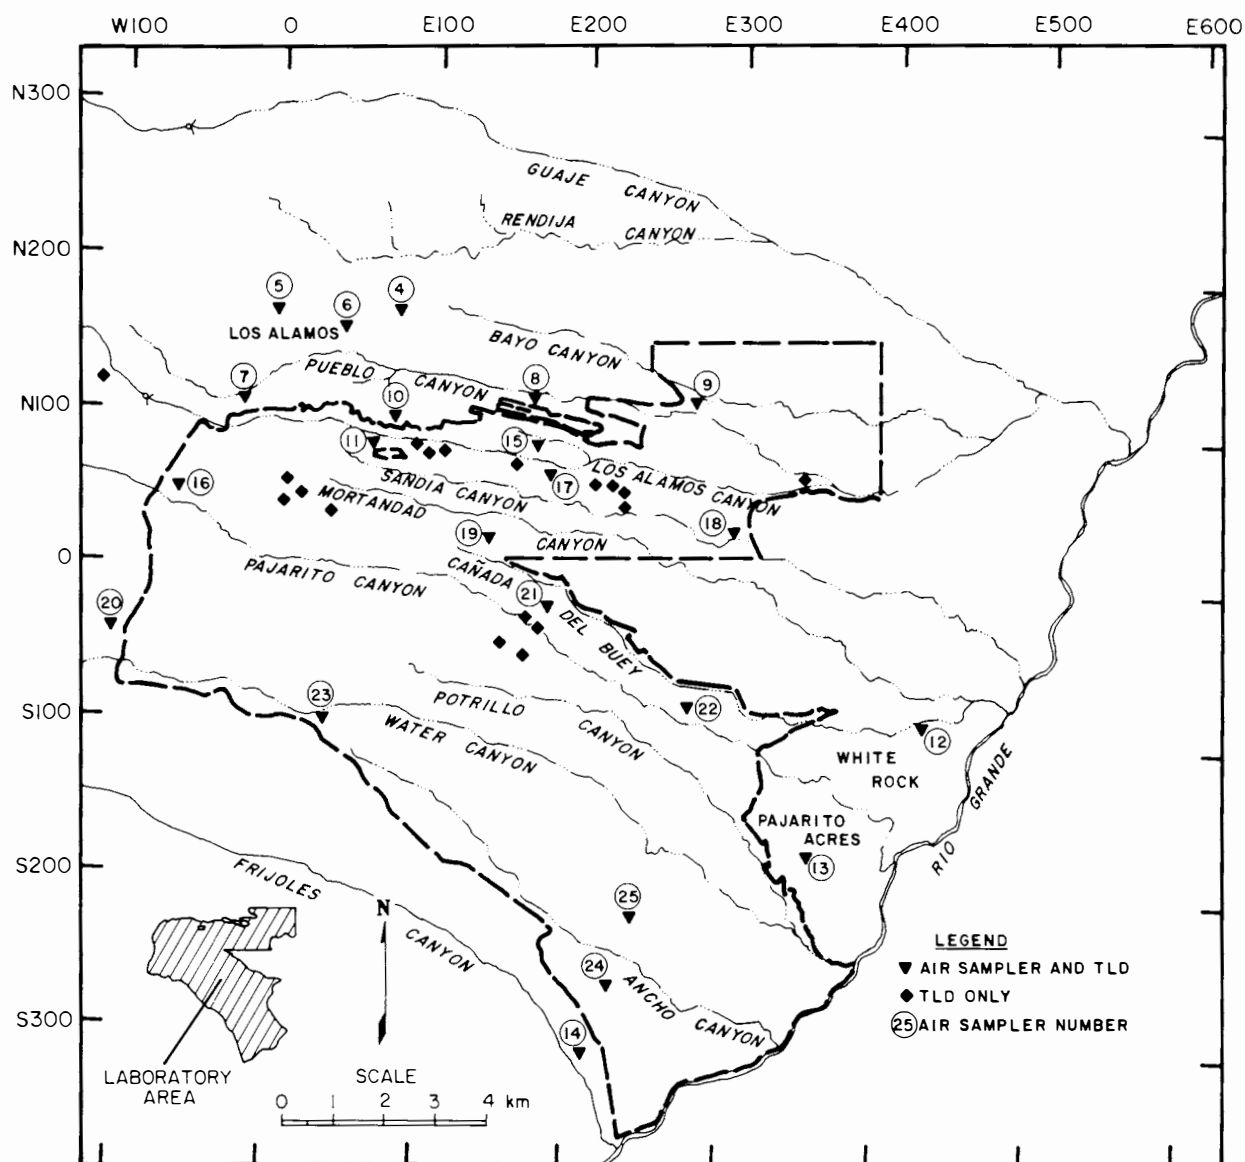 W100 0 E100 E200 E300 E400 E500 E600
N300
GUAJE CANYON
RENDIJA CANYON
N200
5
4
6
LOS ALAMOS
BAYO CANYON
PUEBLO CANYON
7
8
9
N100
10
11
15
LOS ALAMOS CANYON
SANDIA CANYON
17
16
MORTANDAD CANYON
18
19
0
CAÑADA DEL BUEY
PAJARITO CANYON
21
20
POTRILLO CANYON
23
22
S100
WATER CANYON
12
WHITE
ROCK
RIO GRANDE
PAJARITO
ACRES
13
S200
FRIJOLES CANYON
25
N
24
ANCHO CANYON
14
S300
LEGEND
AIR SAMPLER AND TLD
TLD ONLY
25 AIR SAMPLER NUMBER
LABORATORY
AREA
SCALE
0 1 2 3 4 km